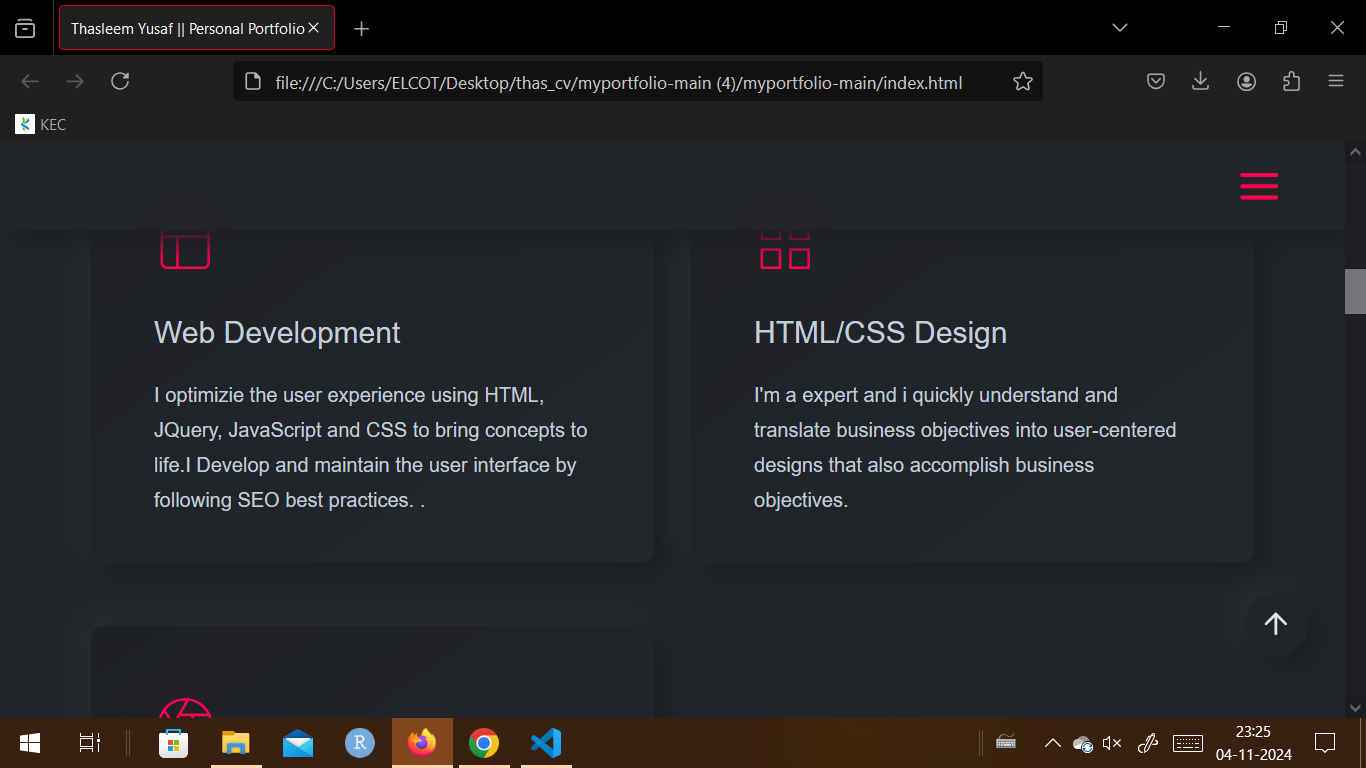 Thasleem Yusaf || Personal Portfolio
file:///C:/Users/ELCOT/Desktop/thas_cv/myportfolio-main (4)/myportfolio-main/index.html
KEC
Web Development
I optimizie the user experience using HTML,
JQuery, JavaScript and CSS to bring concepts to
life.I Develop and maintain the user interface by
following SEO best practices. .
HTML/CSS Design
I'm a expert and i quickly understand and
translate business objectives into user-centered
designs that also accomplish business
objectives.
R
23:25
04-11-2024